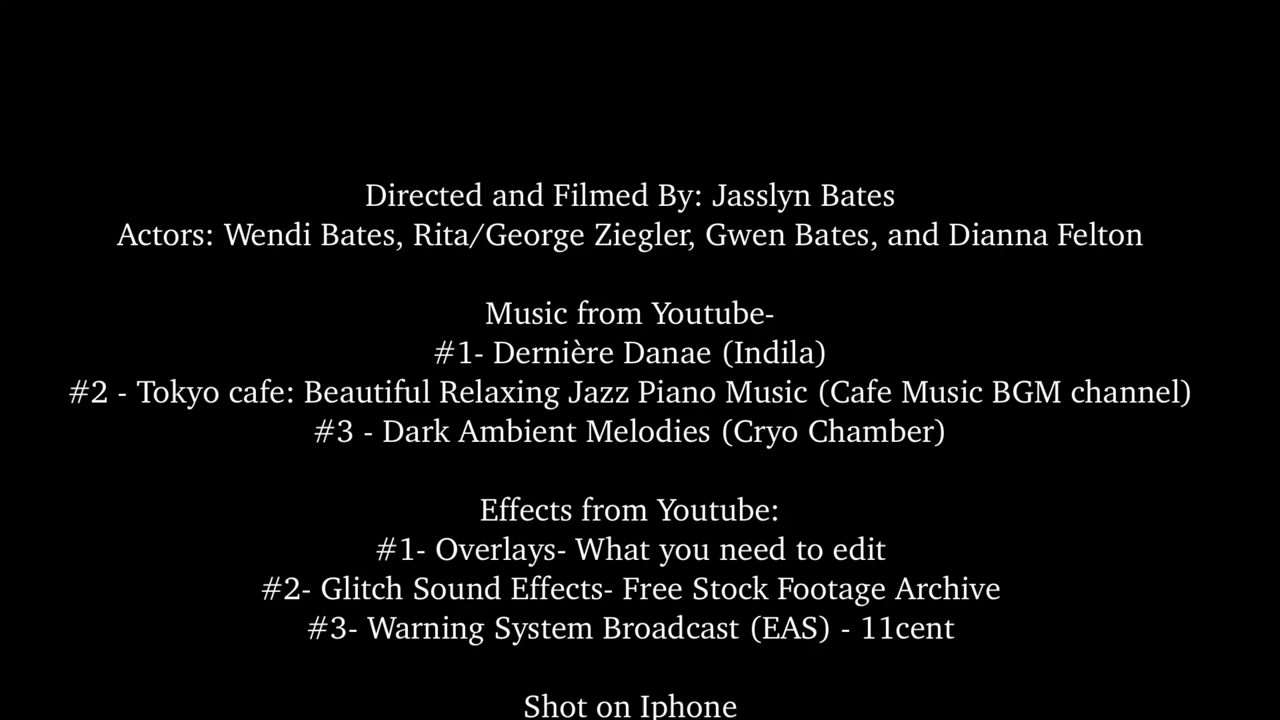 Directed and Filmed By: Jasslyn Bates
Actors: Wendi Bates, Rita/George Ziegler, Gwen Bates, and Dianna Felton
Music from Youtube-
#1- Dernière Danae (Indila)
#2 - Tokyo cafe: Beautiful Relaxing Jazz Piano Music (Cafe Music BGM channel)
#3 - Dark Ambient Melodies (Cryo Chamber)
Effects from Youtube:
#1- Overlays- What you need to edit
#2- Glitch Sound Effects- Free Stock Footage Archive
#3- Warning System Broadcast (EAS) - 11cent
Shot on Iphone